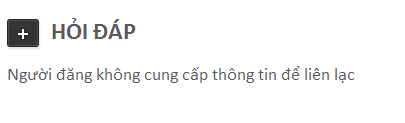 HỎI ĐÁP
Người đăng không cung cấp thông tin để liên lạc